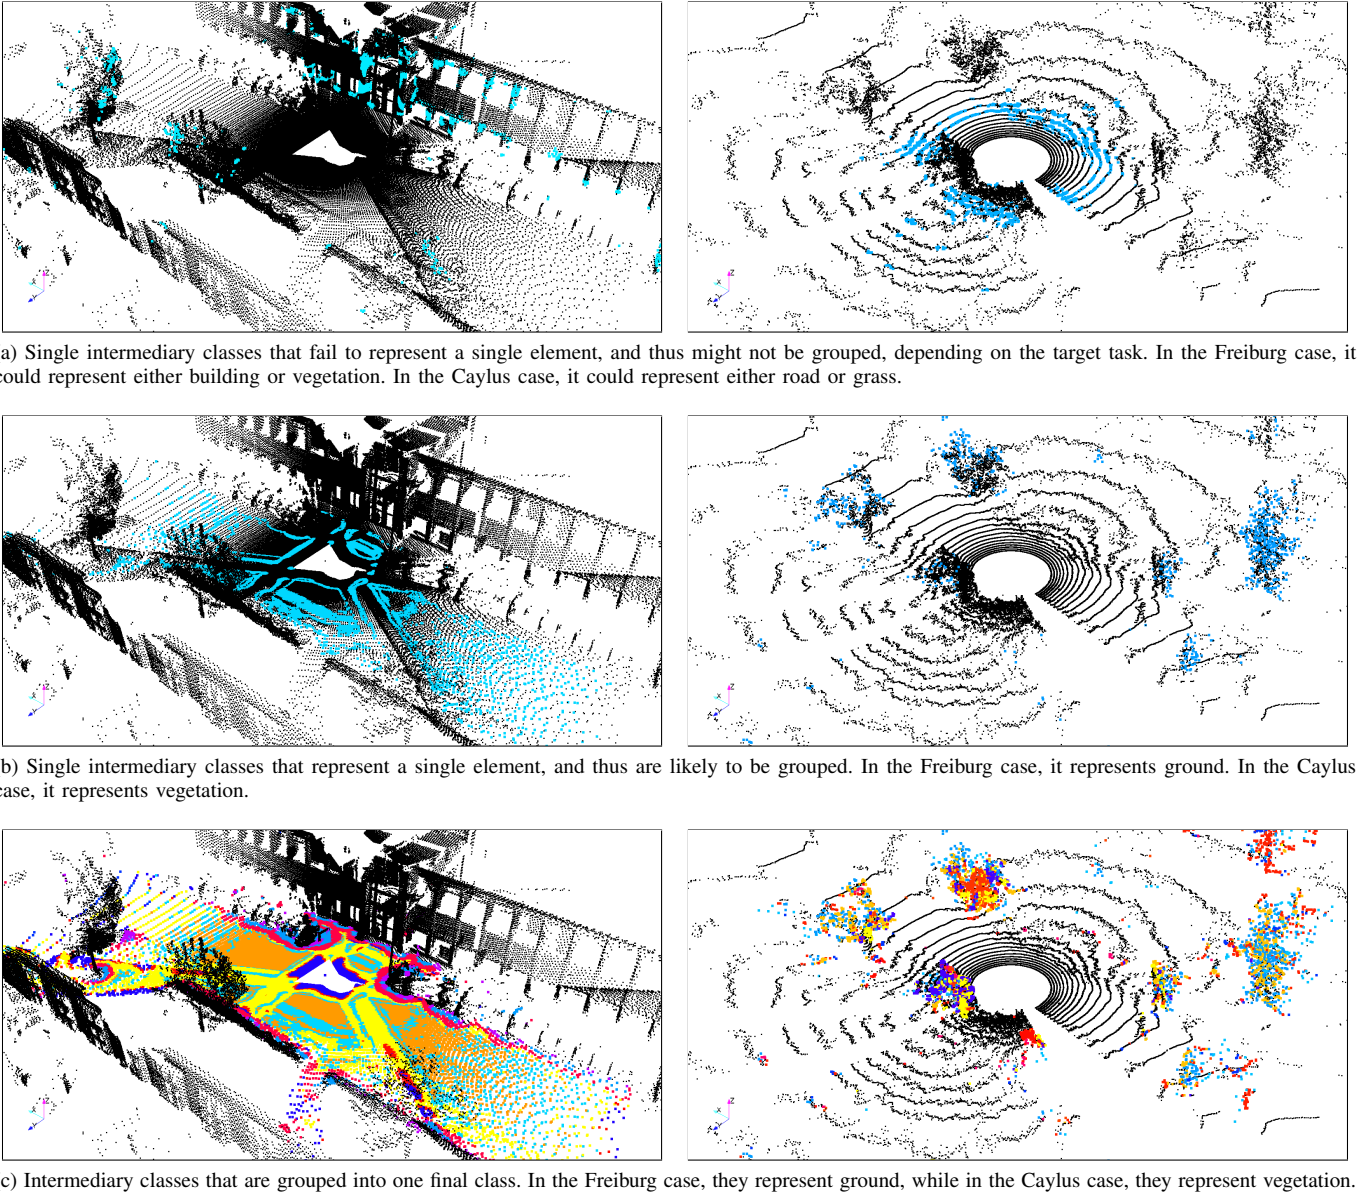 a) Single intermediary classes that fail to represent a single element, and thus might not be grouped, depending on the target task. In the Freiburg case, it
could represent either building or vegetation. In the Caylus case, it could represent either road or grass.
b) Single intermediary classes that represent a single element, and thus are likely to be grouped. In the Freiburg case, it represents ground. In the Caylus
case, it represents vegetation.
c) Intermediary classes that are grouped into one final class. In the Freiburg case, they represent ground, while in the Caylus case, they represent vegetation.